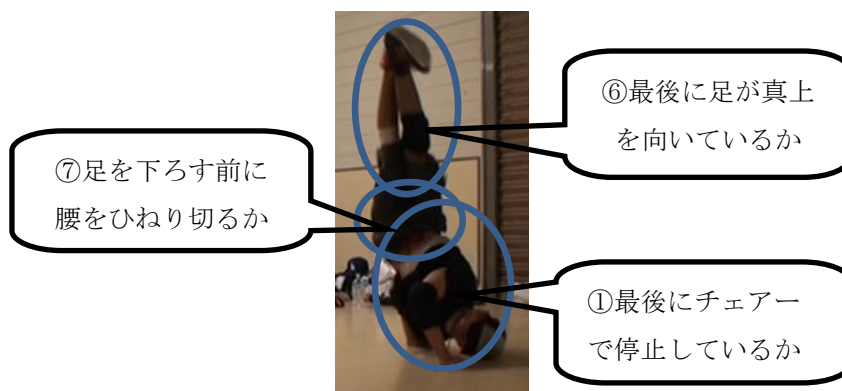 ⑥最後に足が真上
を向いているか
⑦足を下ろす前に
腰をひねり切るか
①最後にチェアー
で停止しているか